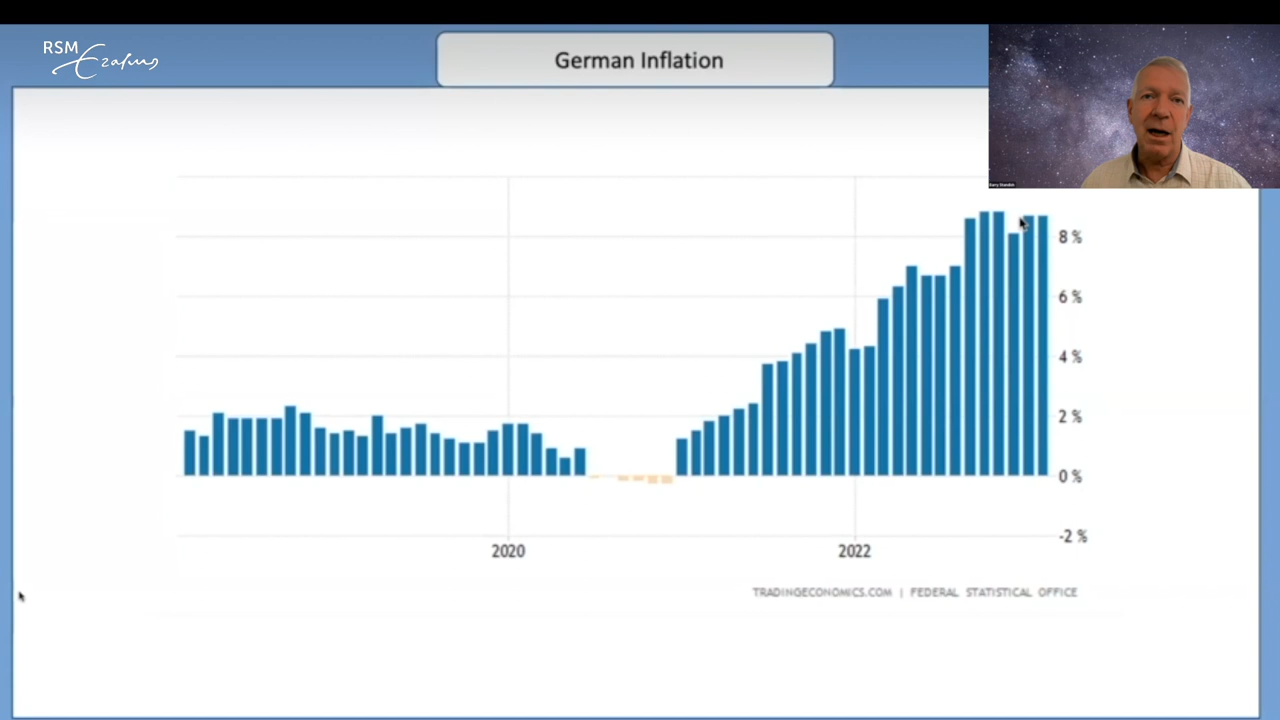 RSM
Erasmus
German Inflation
8 %
6 %
4 %
2 %
0 %
-2 %
2020 2022
TRADINGECONOMICS.COM | FEDERAL STATISTICAL OFFICE